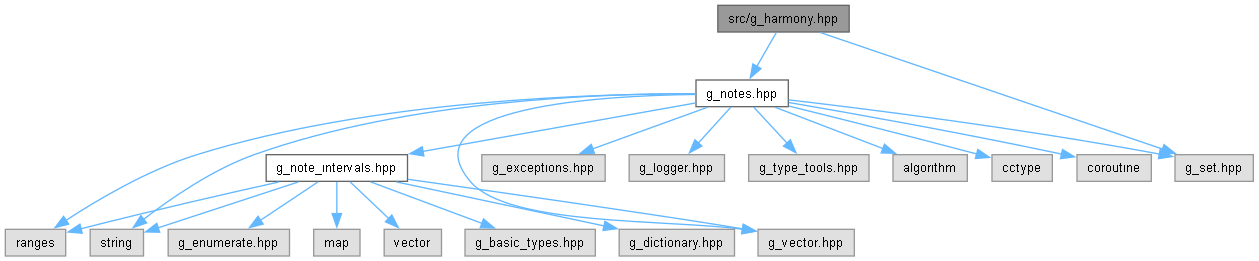 src/g_harmony.hpp
g_notes.hpp
g_note_intervals.hpp
g_exceptions.hpp
g_logger.hpp
g_type_tools.hpp
algorithm
cctype
coroutine
g_set.hpp
ranges
string
g_enumerate.hpp
map
vector
g_basic_types.hpp
g_dictionary.hpp
g_vector.hpp